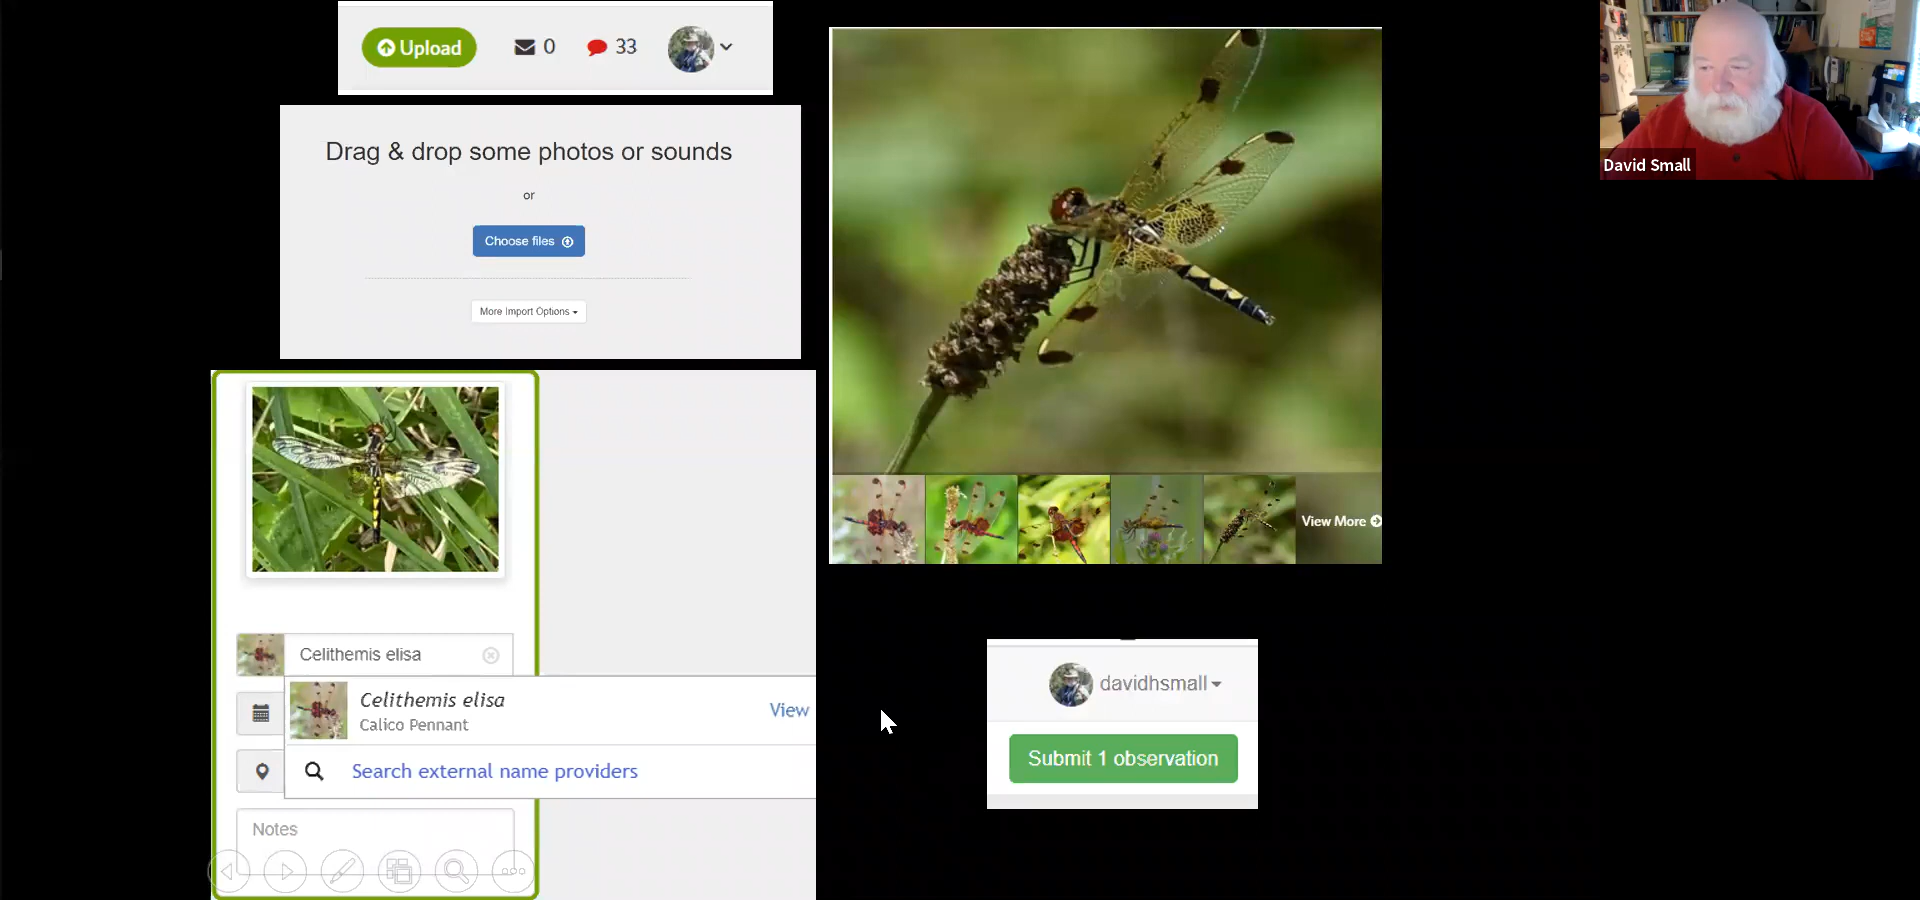 Upload 0 33
Drag & drop some photos or sounds
or
Choose files
More Import Options
Celithemis elisa
Celithemis elisa
Calico Pennant
View
Search external name providers
Notes
View More
davidhsmall
Submit 1 observation
David Small